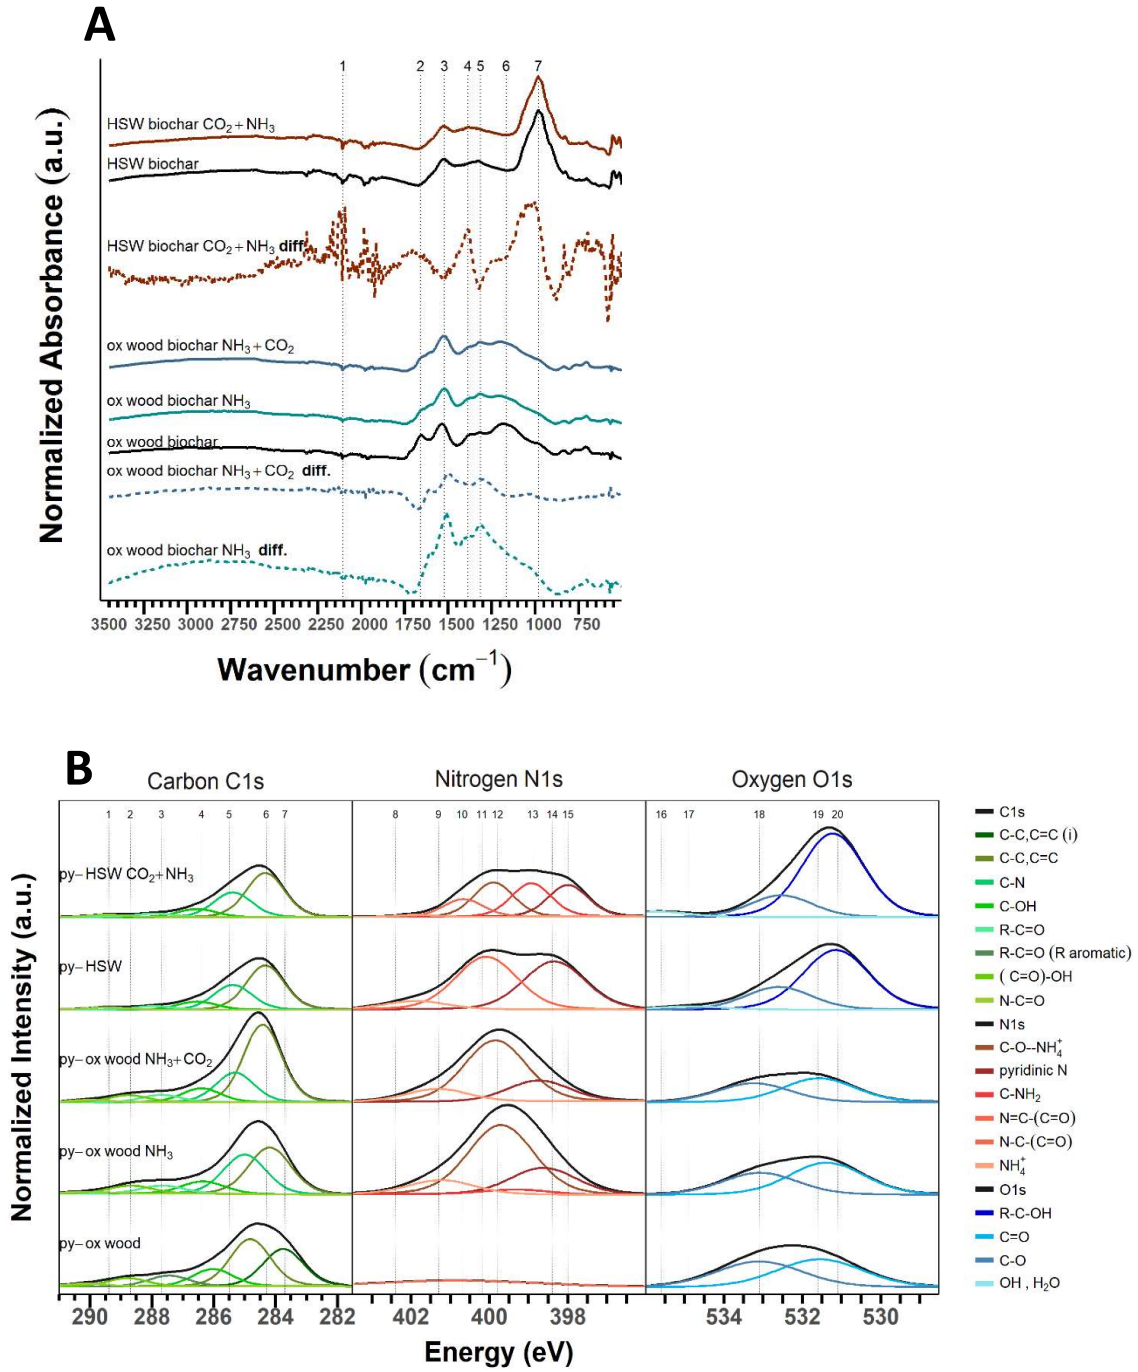 A
1 2 3 4 5 6 7
HSW biochar CO2+NH3
HSW biochar
HSW biochar CO2+NH3 diff.
ox wood biochar NH3+CO2
ox wood biochar NH3
ox wood biochar
ox wood biochar NH3+CO2 diff.
ox wood biochar NH3 diff.
Normalized Absorbance (a.u.)
3500 3250 3000 2750 2500 2250 2000 1750 1500 1250 1000 750
Wavenumber (cm−1)
B
Carbon C1s Nitrogen N1s Oxygen O1s
1 2 3 4 5 6 7 8 9 10 11 12 13 14 15 16 17 18 19 20
py-HSW CO2+NH3
py-HSW
py-ox wood NH3+CO2
py-ox wood NH3
py-ox wood
Normalized Intensity (a.u.)
290 288 286 284 282 402 400 398 534 532 530
Energy (eV)
C1s
C-C,C=C (i)
C-C,C=C
C-N
C-OH
R-C=O
R-C=O (R aromatic)
( C=O)-OH
N-C=O
N1s
C-O--NH4+
pyridinic N
C-NH2
N=C-(C=O)
N-C-(C=O)
NH4+
O1s
R-C-OH
C=O
C-O
OH , H2O